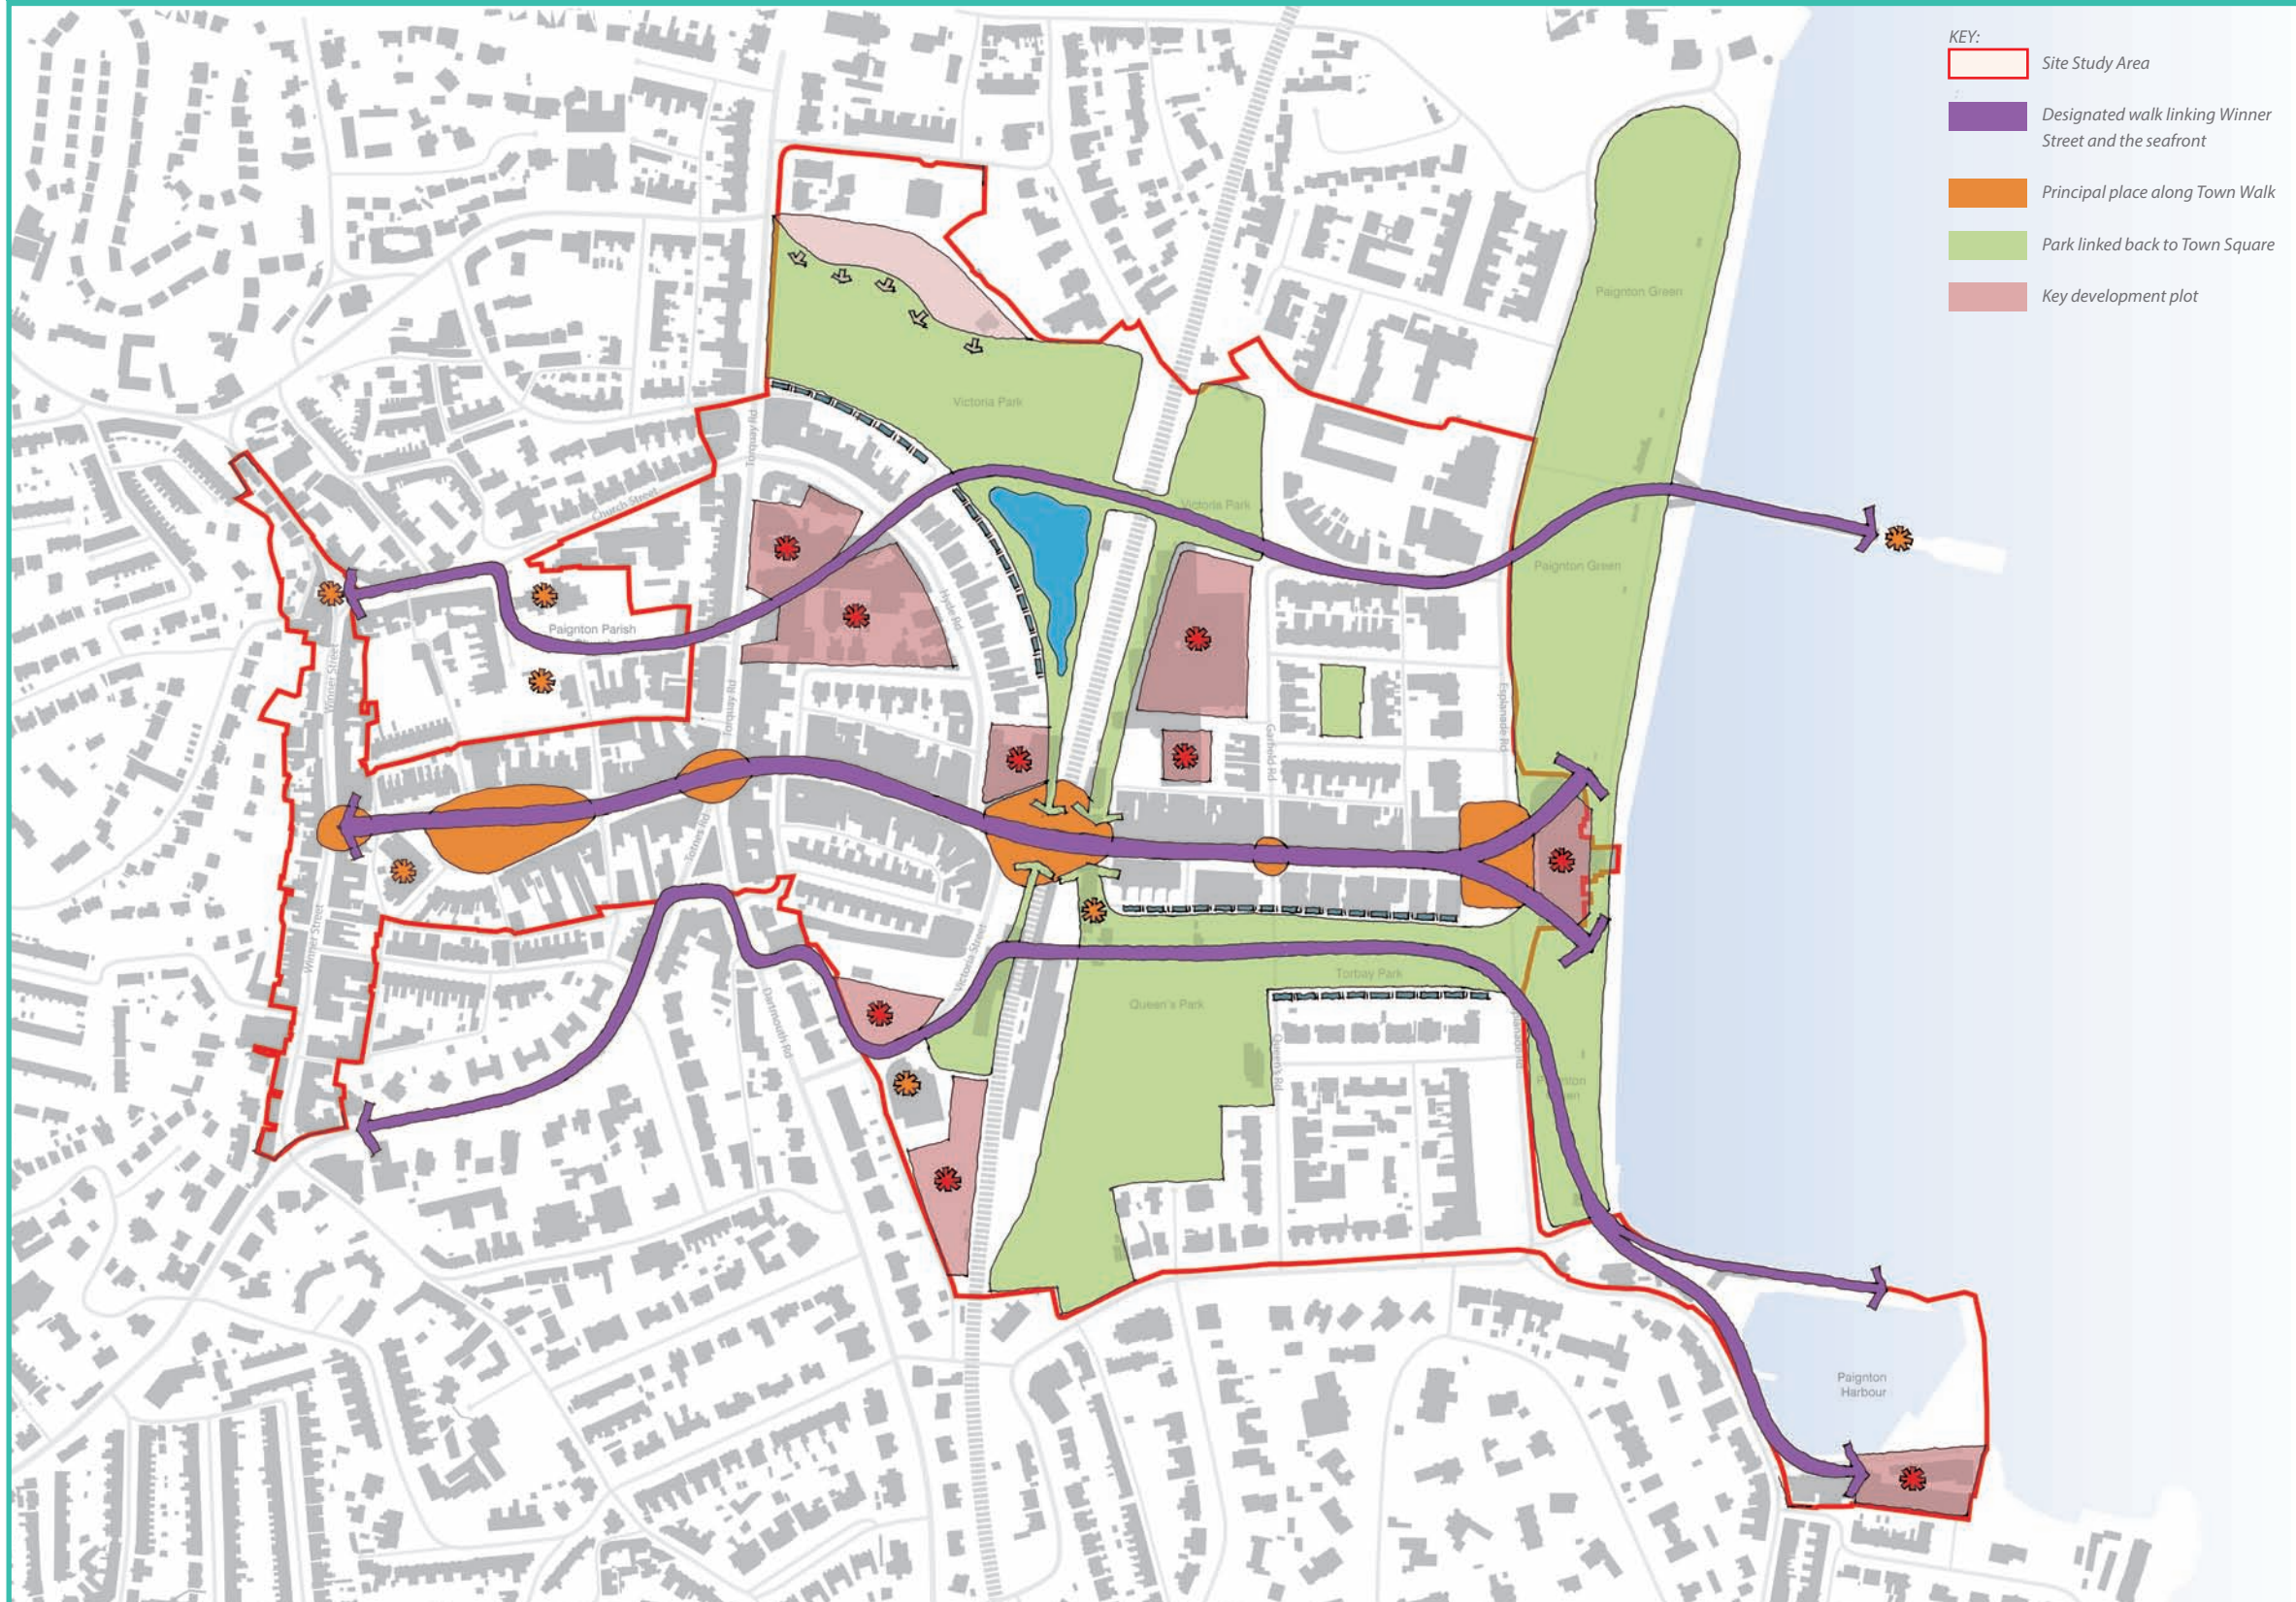 KEY:
Site Study Area
Designated walk linking Winner
Street and the seafront
Principal place along Town Walk
Park linked back to Town Square
Key development plot
Paignton Green
Victoria Park
Torquay Rd
Church Street
Victoria Park
Paignton Green
Hyde Rd
Paignton Parish
Winner Street
Torquay Rd
Esplanade Rd
Garfield Rd
Totnes Rd
Winner Street
Victoria Street
Torbay Park
Queen's Park
Dartmouth Rd
Queen's Rd
Paignton
Green
Paignton
Harbour